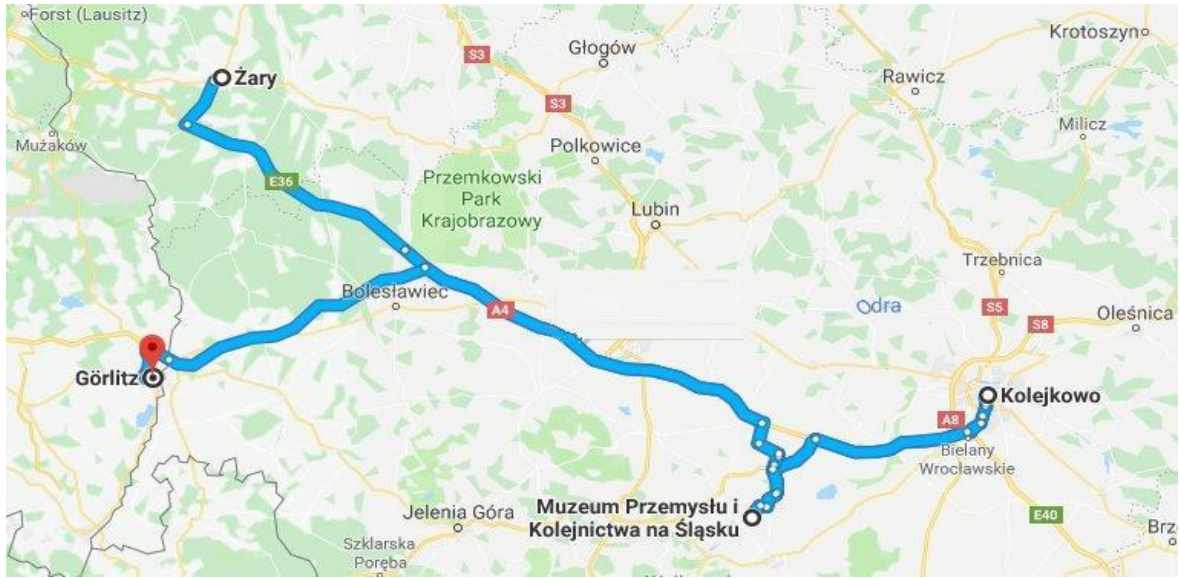 Forst (Lausitz)
Krotoszyn
Głogów
S3
Żary
Rawicz
S3
Milicz
Mużaków
Polkowice
E36
Przemkowski
Park
Krajobrazowy
Lubin
Trzebnica
Bolesławiec
A4
Odra
S5
S8
Oleśnica
Görlitz
Kolejkowo
A8
Bielany
Wrocławskie
Muzeum Przemysłu i
Kolejnictwa na Śląsku
Jelenia Góra
E40
Szklarska
Poręba